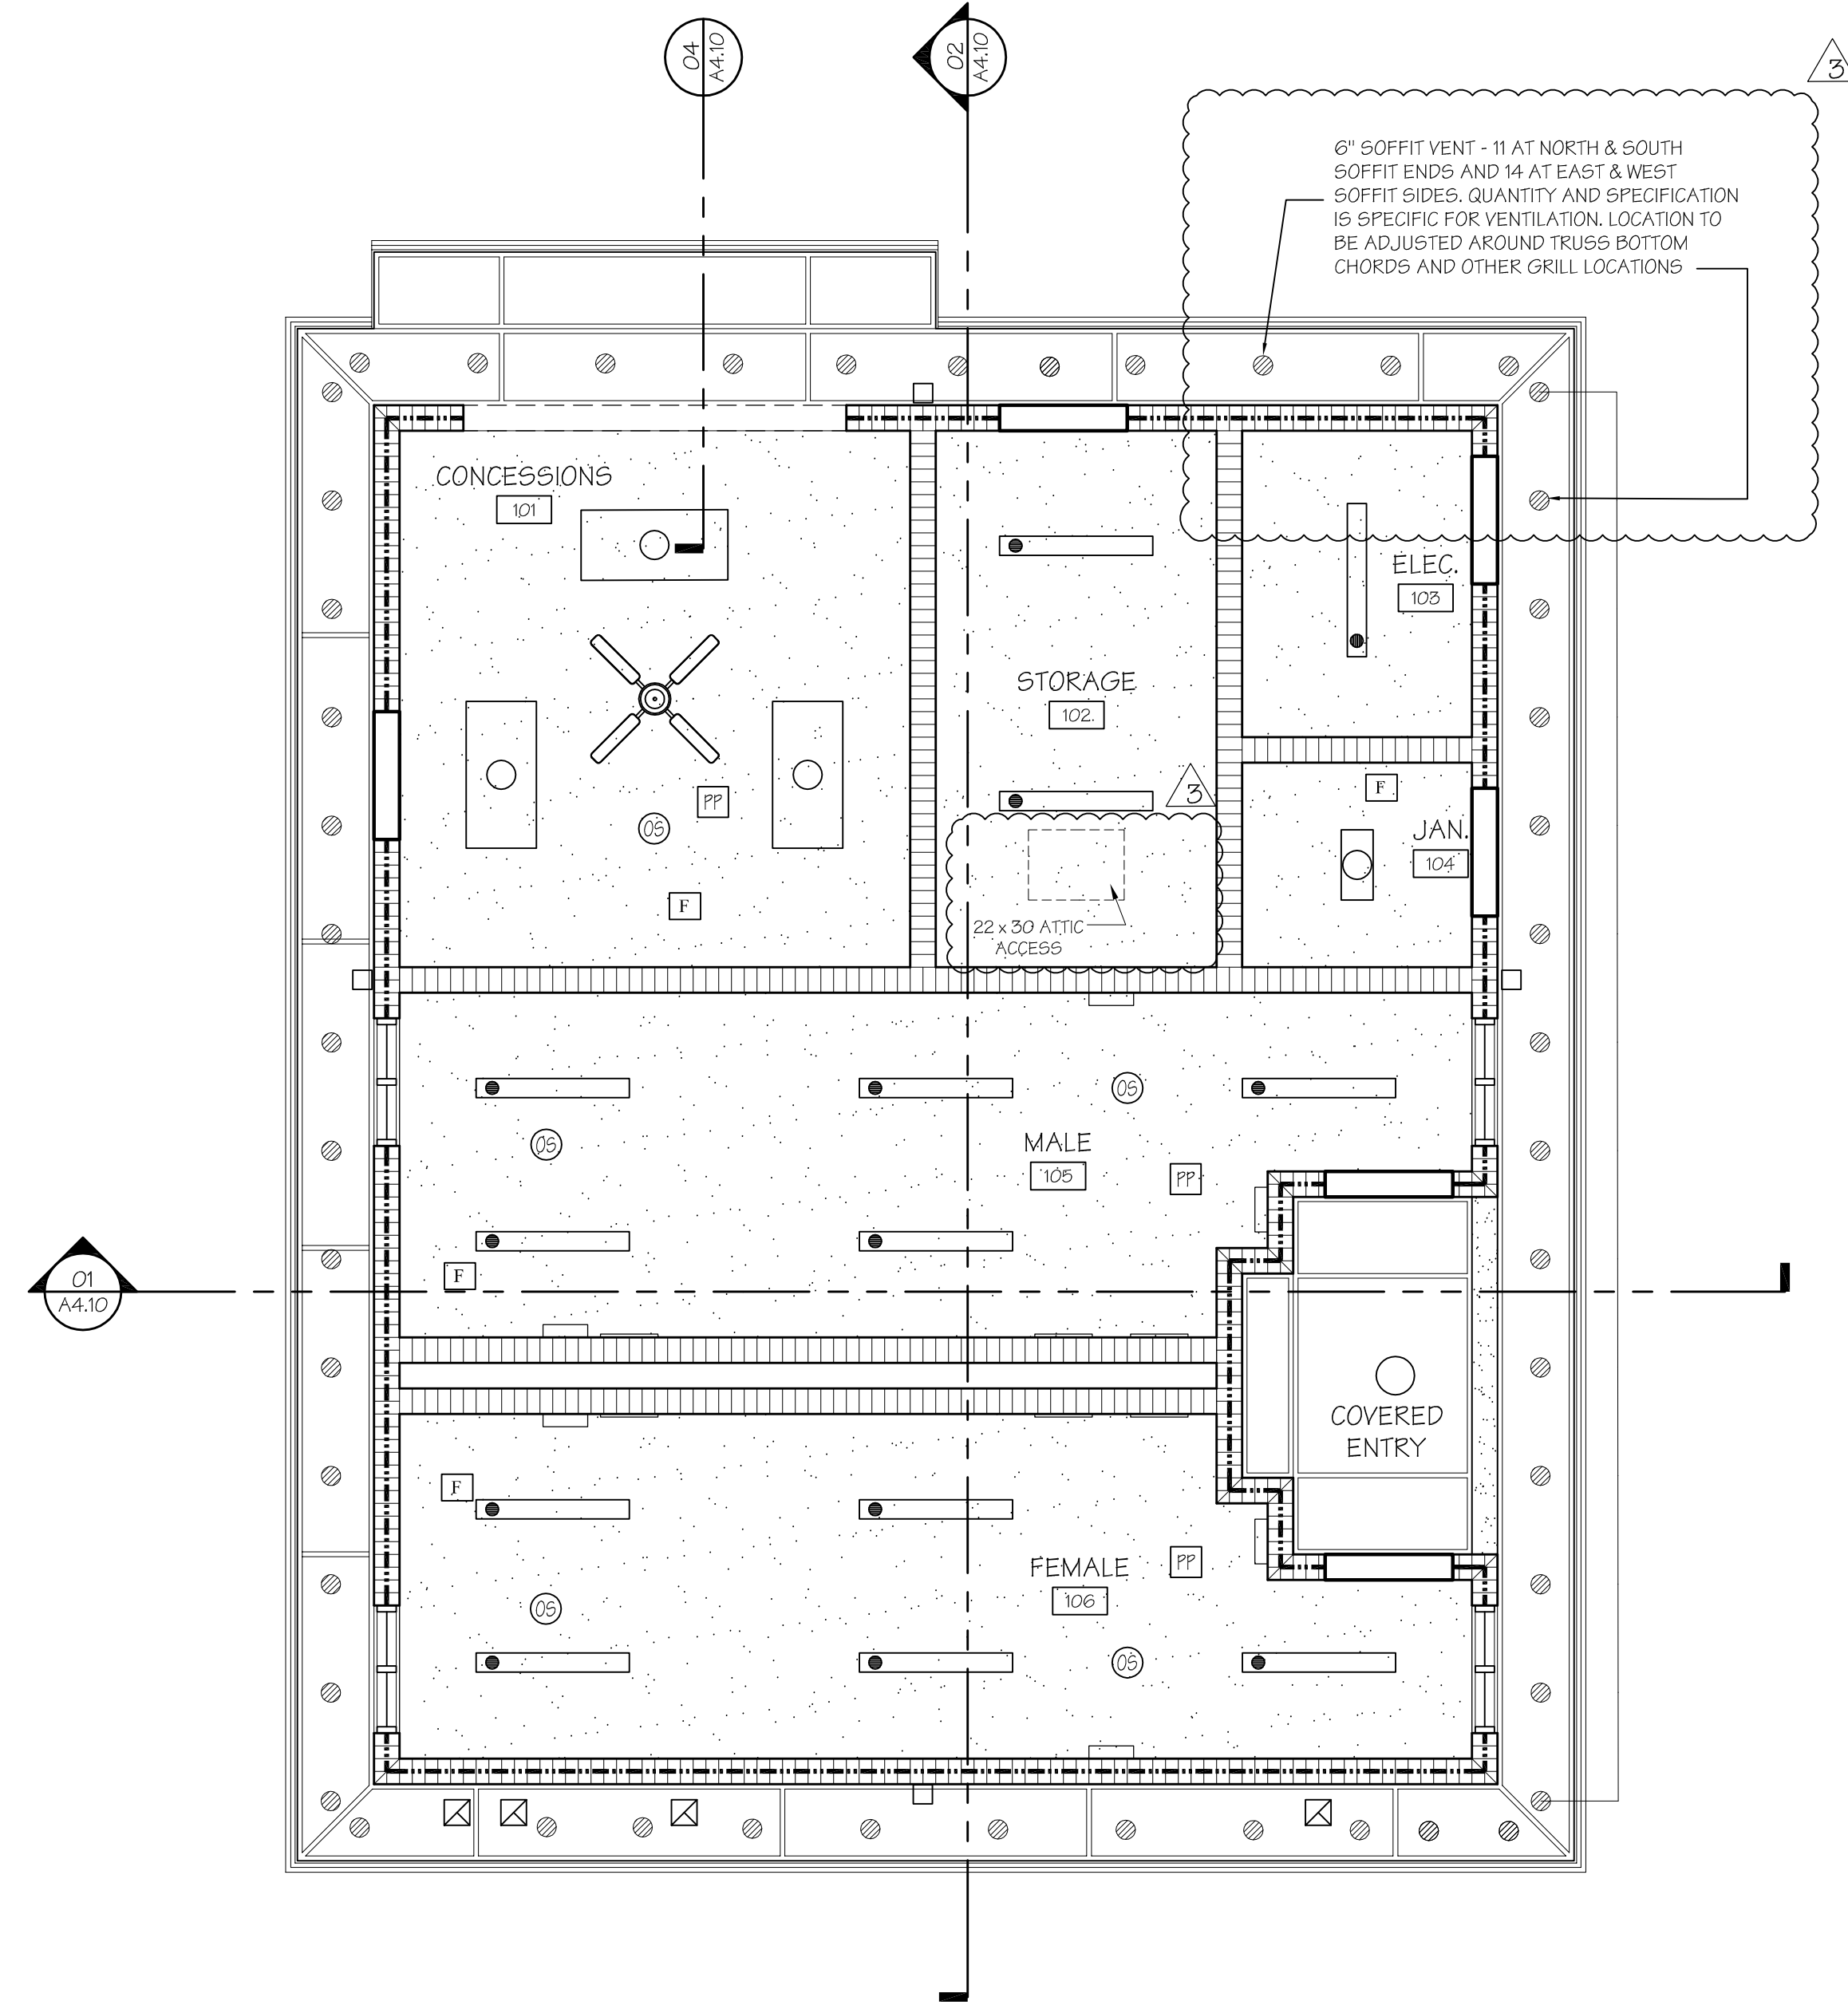 04
A4.10
02
A4.10
3
6" SOFFIT VENT - 11 AT NORTH & SOUTH
SOFFIT ENDS AND 14 AT EAST & WEST
SOFFIT SIDES. QUANTITY AND SPECIFICATION
IS SPECIFIC FOR VENTILATION. LOCATION TO
BE ADJUSTED AROUND TRUSS BOTTOM
CHORDS AND OTHER GRILL LOCATIONS
CONCESSIONS
101
ELEC.
103
STORAGE
102
3
F
PP
OS
JAN.
104
F
22 x 30 ATTIC
ACCESS
OS
OS
MALE
105
PP
F
01
A4.10
COVERED
ENTRY
F
FEMALE
106
PP
OS
OS